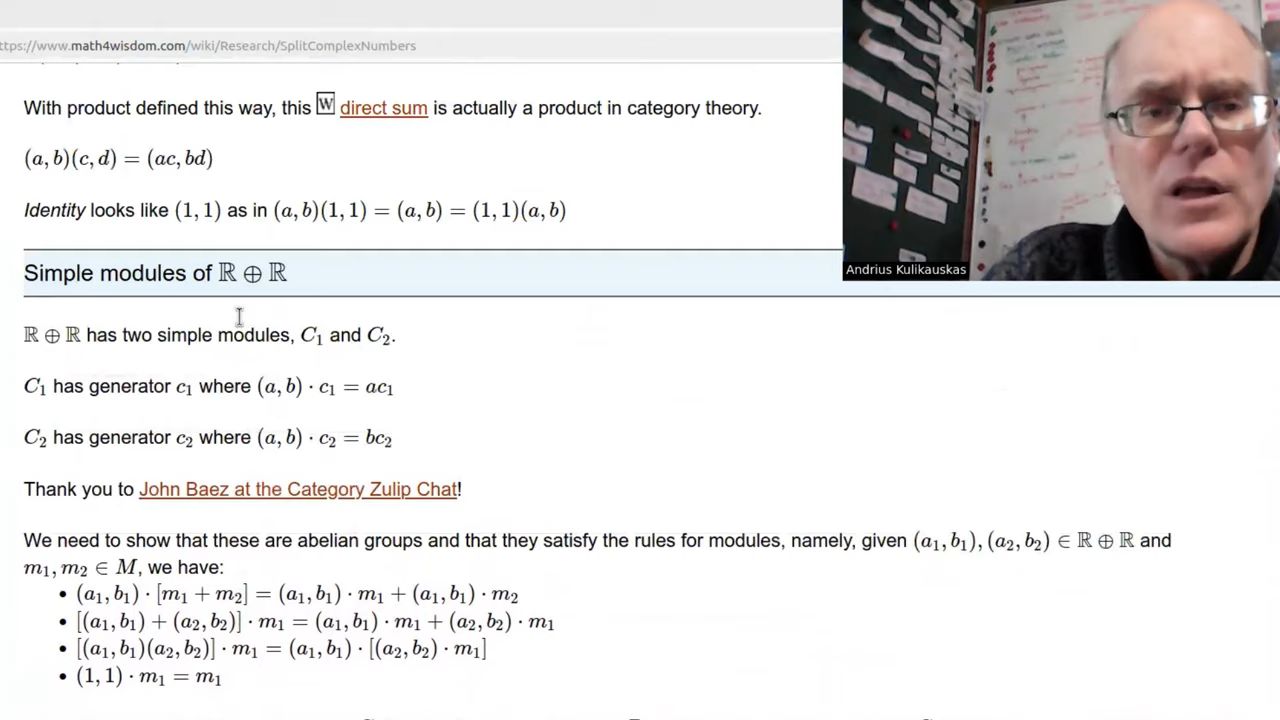 ttps://www.math4wisdom.com/wiki/Research/SplitComplexNumbers
With product defined this way, this W direct sum is actually a product in category theory.
(a, b)(c, d) = (ac, bd)
Identity looks like (1, 1) as in (a, b)(1, 1) = (a, b) = (1, 1)(a, b)
Andrius Kulikauskas
Simple modules of ℝ ⊕ ℝ
ℝ ⊕ ℝ has two simple modules, C₁ and C₂.
C₁ has generator c₁ where (a, b) · c₁ = ac₁
C₂ has generator c₂ where (a, b) · c₂ = bc₂
Thank you to John Baez at the Category Zulip Chat!
We need to show that these are abelian groups and that they satisfy the rules for modules, namely, given (a₁, b₁), (a₂, b₂) ∈ ℝ ⊕ ℝ and
m₁, m₂ ∈ M, we have:
• (a₁, b₁) · [m₁ + m₂] = (a₁, b₁) · m₁ + (a₁, b₁) · m₂
• [(a₁, b₁) + (a₂, b₂)] · m₁ = (a₁, b₁) · m₁ + (a₂, b₂) · m₁
• [(a₁, b₁)(a₂, b₂)] · m₁ = (a₁, b₁) · [(a₂, b₂) · m₁]
• (1, 1) · m₁ = m₁